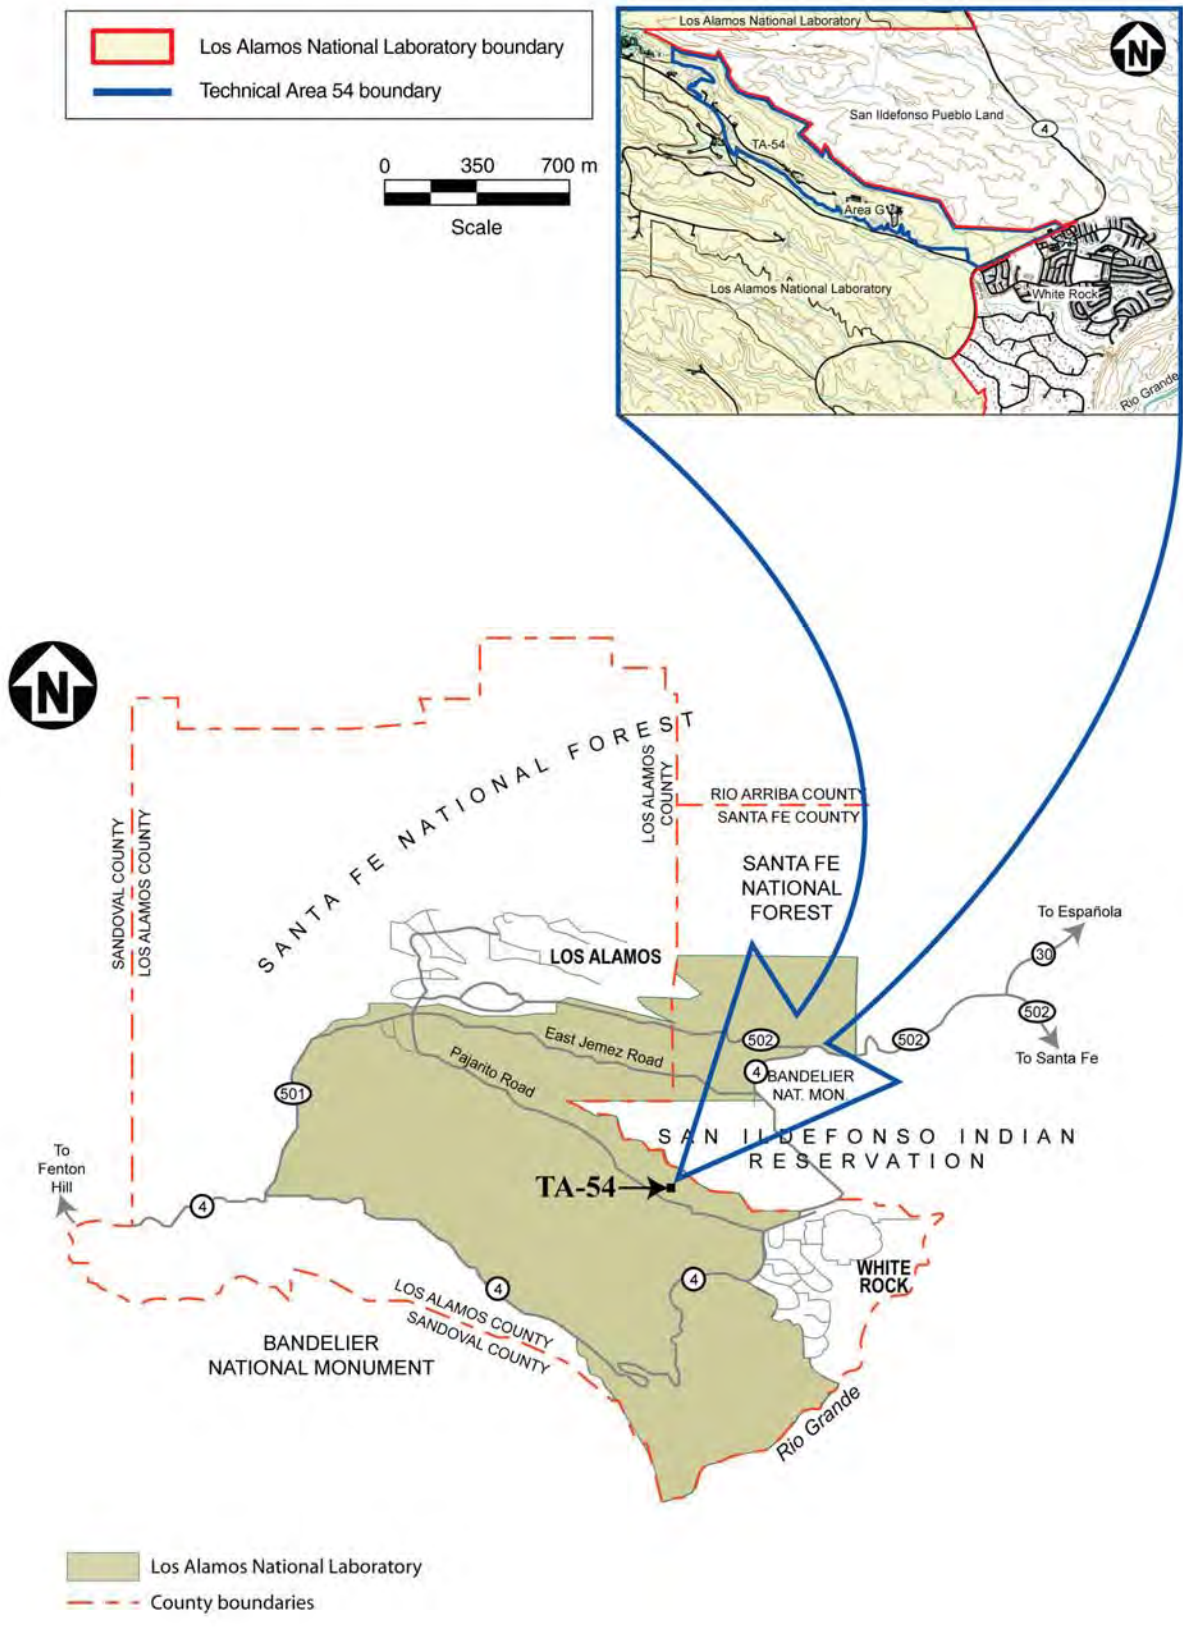 Los Alamos National Laboratory boundary
Technical Area 54 boundary
0 350 700 m
Scale
Los Alamos National Laboratory
N
San Ildefonso Pueblo Land
4
TA-54
Area G
Los Alamos National Laboratory
White Rock
Rio Grande
N
SANTA FE NATIONAL FOREST
LOS ALAMOS
COUNTY
RIO ARRIBA COUNTY
SANTA FE COUNTY
SANDOVAL COUNTY
LOS ALAMOS COUNTY
SANTA FE
NATIONAL
FOREST
To Española
30
LOS ALAMOS
502
502
502
To Santa Fe
East Jemez Road
Pajarito Road
4
BANDELIER
NAT. MON.
501
SAN ILDEFONSO INDIAN
RESERVATION
To
Fenton
Hill
TA-54
4
WHITE
ROCK
4
4
LOS ALAMOS COUNTY
SANDOVAL COUNTY
BANDELIER
NATIONAL MONUMENT
Rio Grande
Los Alamos National Laboratory
County boundaries